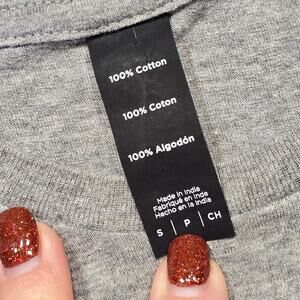 100% Cotton
100% Coton
100% Algodón
Made in India
Fabriqué en Inde
Hecho en la India
S | P | CH